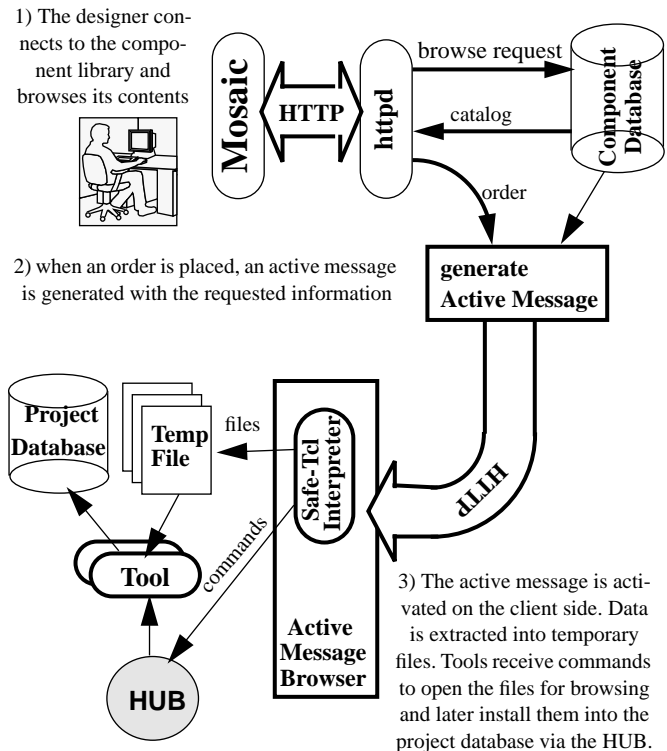 1) The designer con-
nects to the compo-
nent library and
browses its contents
Mosaic
HTTP
httpd
browse request
catalog
order
Component
Database
2) when an order is placed, an active message
is generated with the requested information
generate
Active Message
HTTP
Project
Database
Temp
File
files
Safe-Tcl
Interpreter
commands
Tool
HUB
Active
Message
Browser
3) The active message is acti-
vated on the client side. Data
is extracted into temporary
files. Tools receive commands
to open the files for browsing
and later install them into the
project database via the HUB.